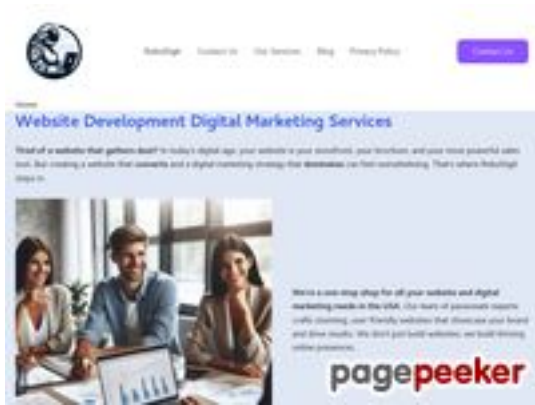 RoboSigh Contact Us Our Services Blog Privacy Policy Contact Us
Home
Website Development Digital Marketing Services
Tired of a website that gathers dust? In today's digital age, your website is your storefront, your brochure, and your most powerful sales
tool. But creating a website that converts and a digital marketing strategy that dominates can feel overwhelming. That's where RoboSigh
steps in.
We're a one-stop shop for all your website and digital
marketing needs in the USA. Our team of passionate experts
crafts stunning, user-friendly websites that showcase your brand
and drive results. We don't just build websites, we build thriving
online presences.
pagepeeker